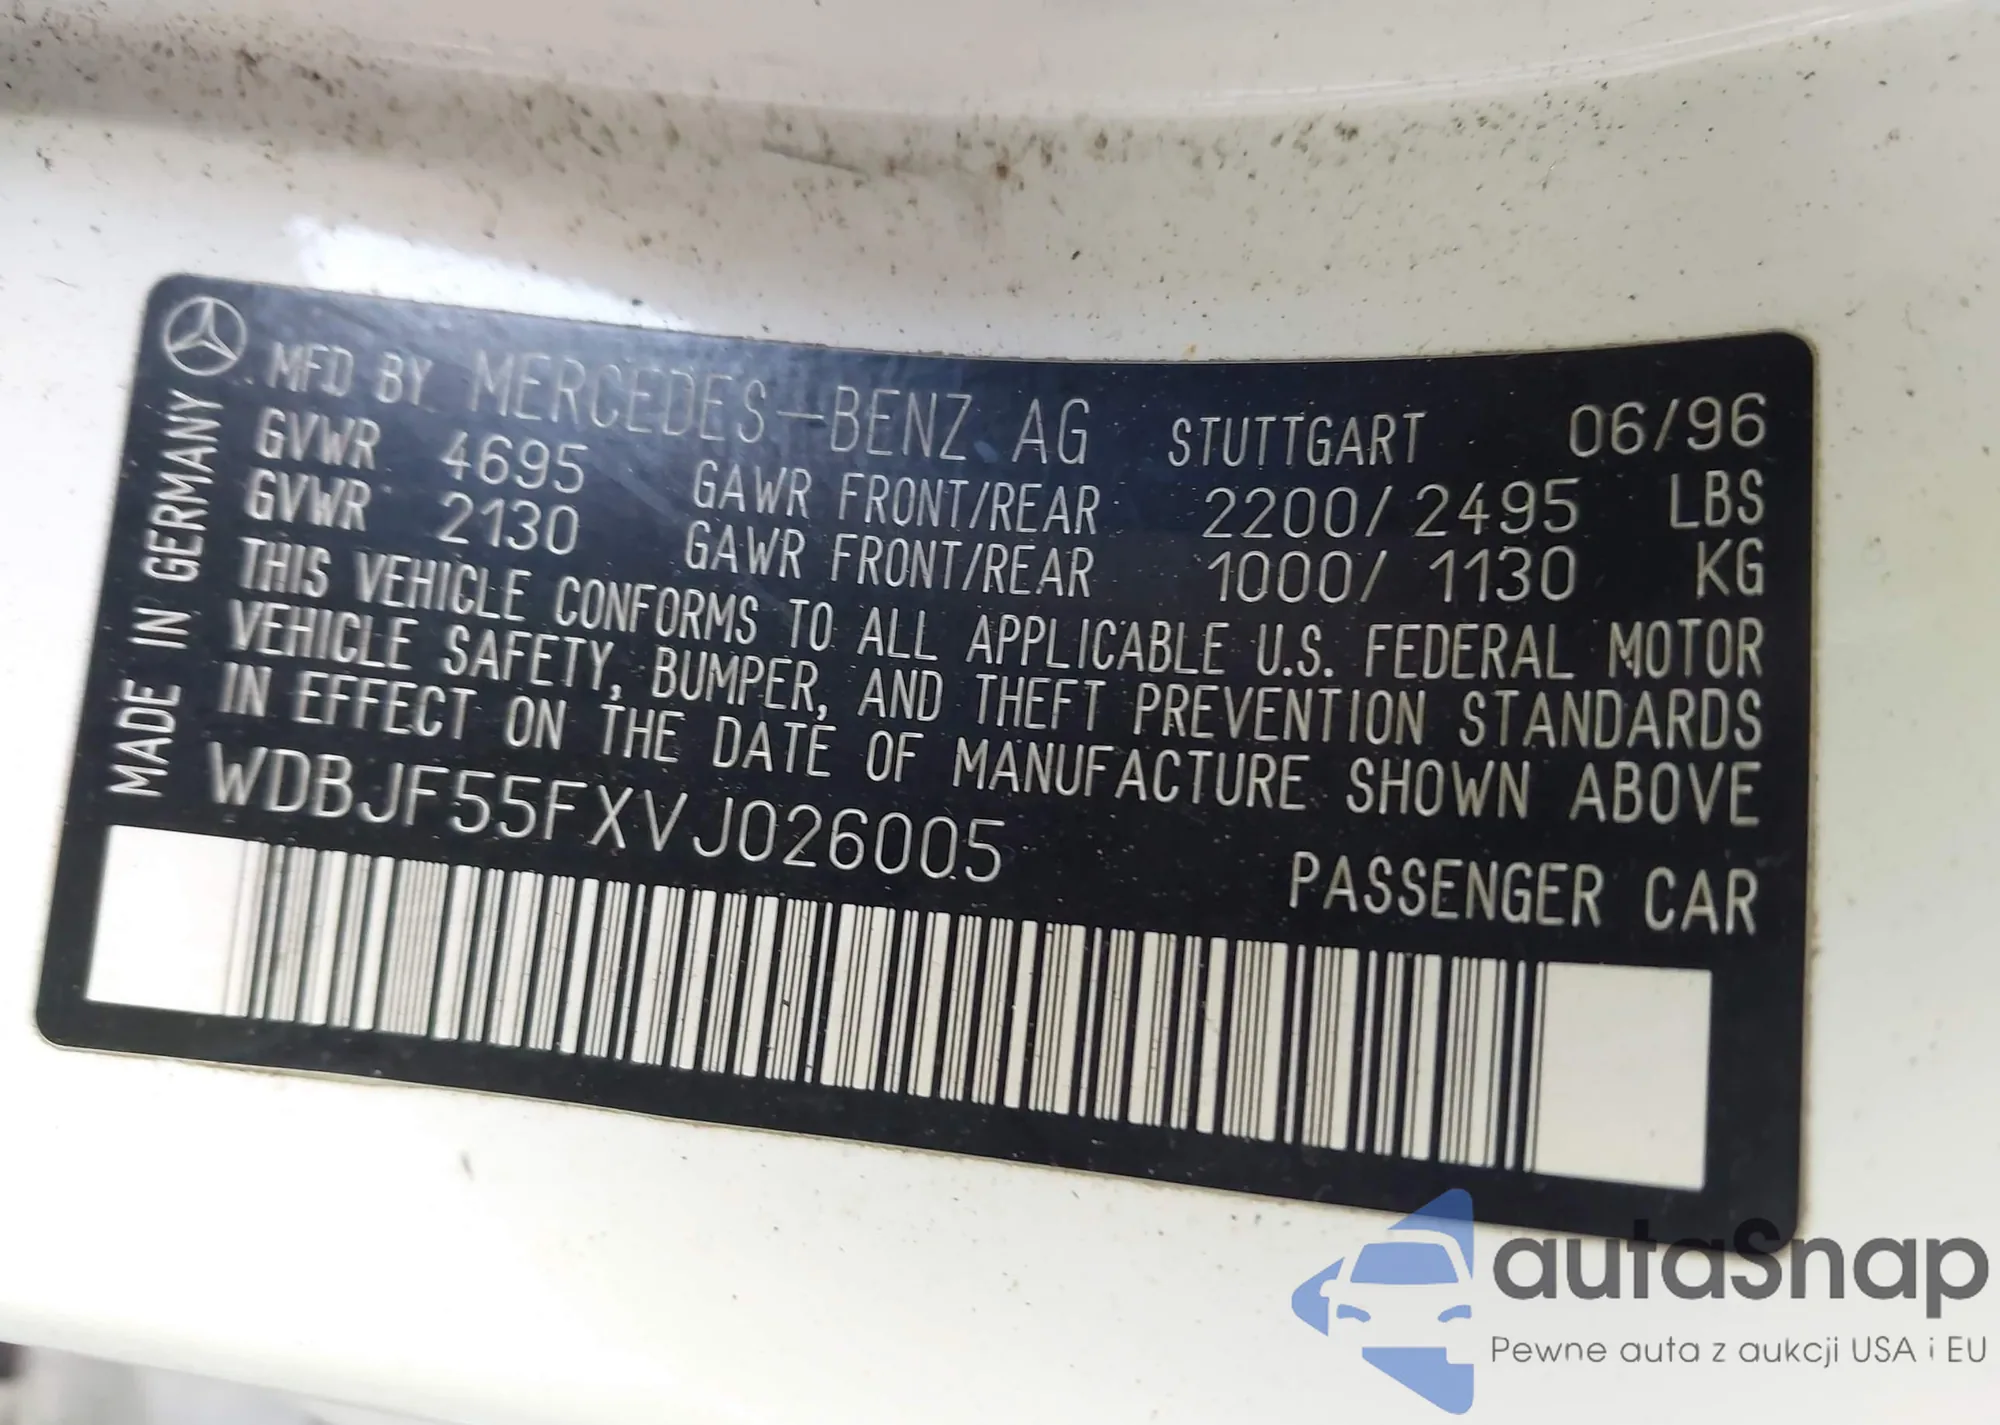 MFD BY MERCEDES-BENZ AG STUTTGART 06/96
GVWR 4695 GAWR FRONT/REAR 2200/2495 LBS
GVWR 2130 GAWR FRONT/REAR 1000/1130 KG
THIS VEHICLE CONFORMS TO ALL APPLICABLE U.S. FEDERAL MOTOR
VEHICLE SAFETY, BUMPER, AND THEFT PREVENTION STANDARDS
IN EFFECT ON THE DATE OF MANUFACTURE SHOWN ABOVE
WDBJF55FXVJ026005
PASSENGER CAR
MADE IN GERMANY
autaSnap
Pewne auta z aukcji USA i EU